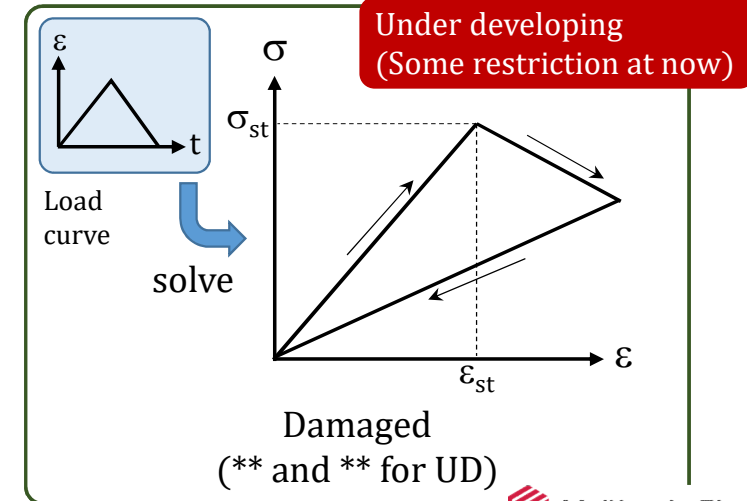 Under developing
(Some restriction at now)
ε
t
Load
curve
solve
σ
σst
εst
ε
Damaged
(** and ** for UD)